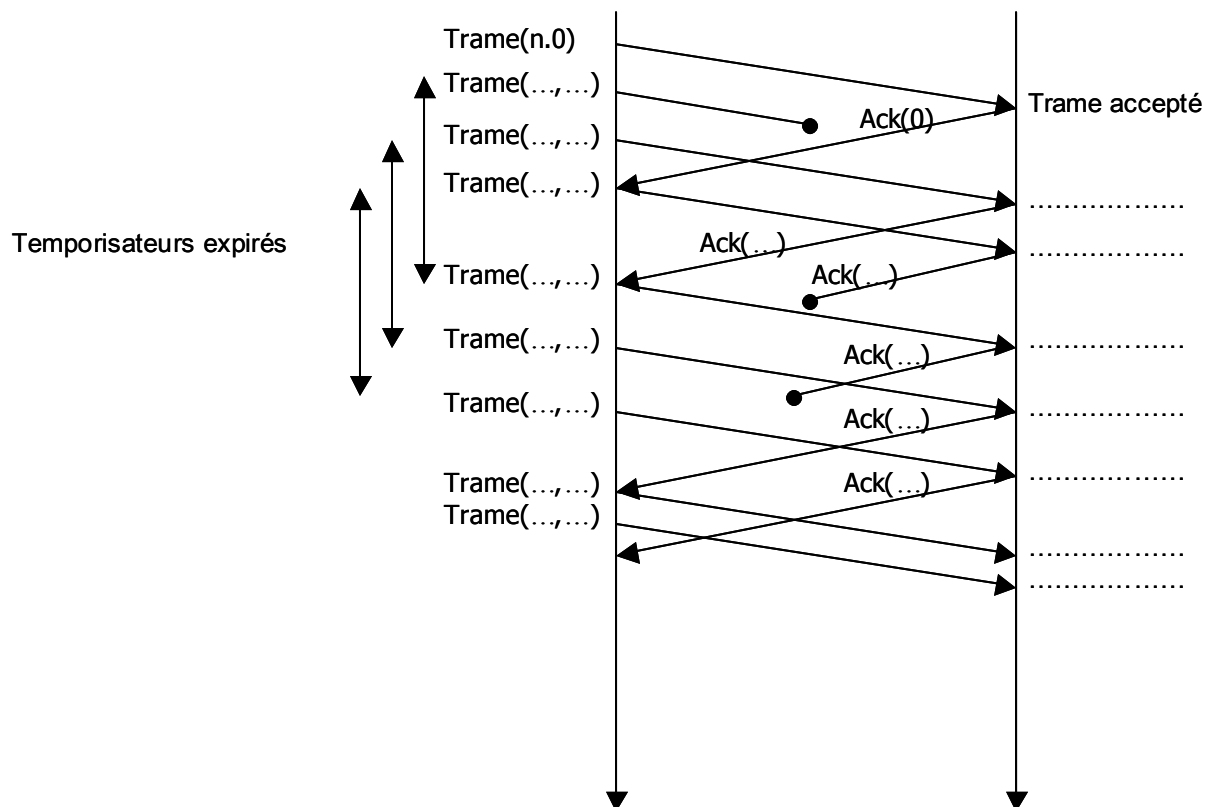 Trame(n.0)
Trame(…,…)
Trame accepté
Ack(0)
Trame(…,…)
Trame(…,…)
………………
Temporisateurs expirés
Ack(…)
………………
Trame(…,…)
Ack(…)
Trame(…,…)
………………
Ack(…)
Trame(…,…)
………………
Ack(…)
………………
Trame(…,…)
Ack(…)
Trame(…,…)
………………
………………